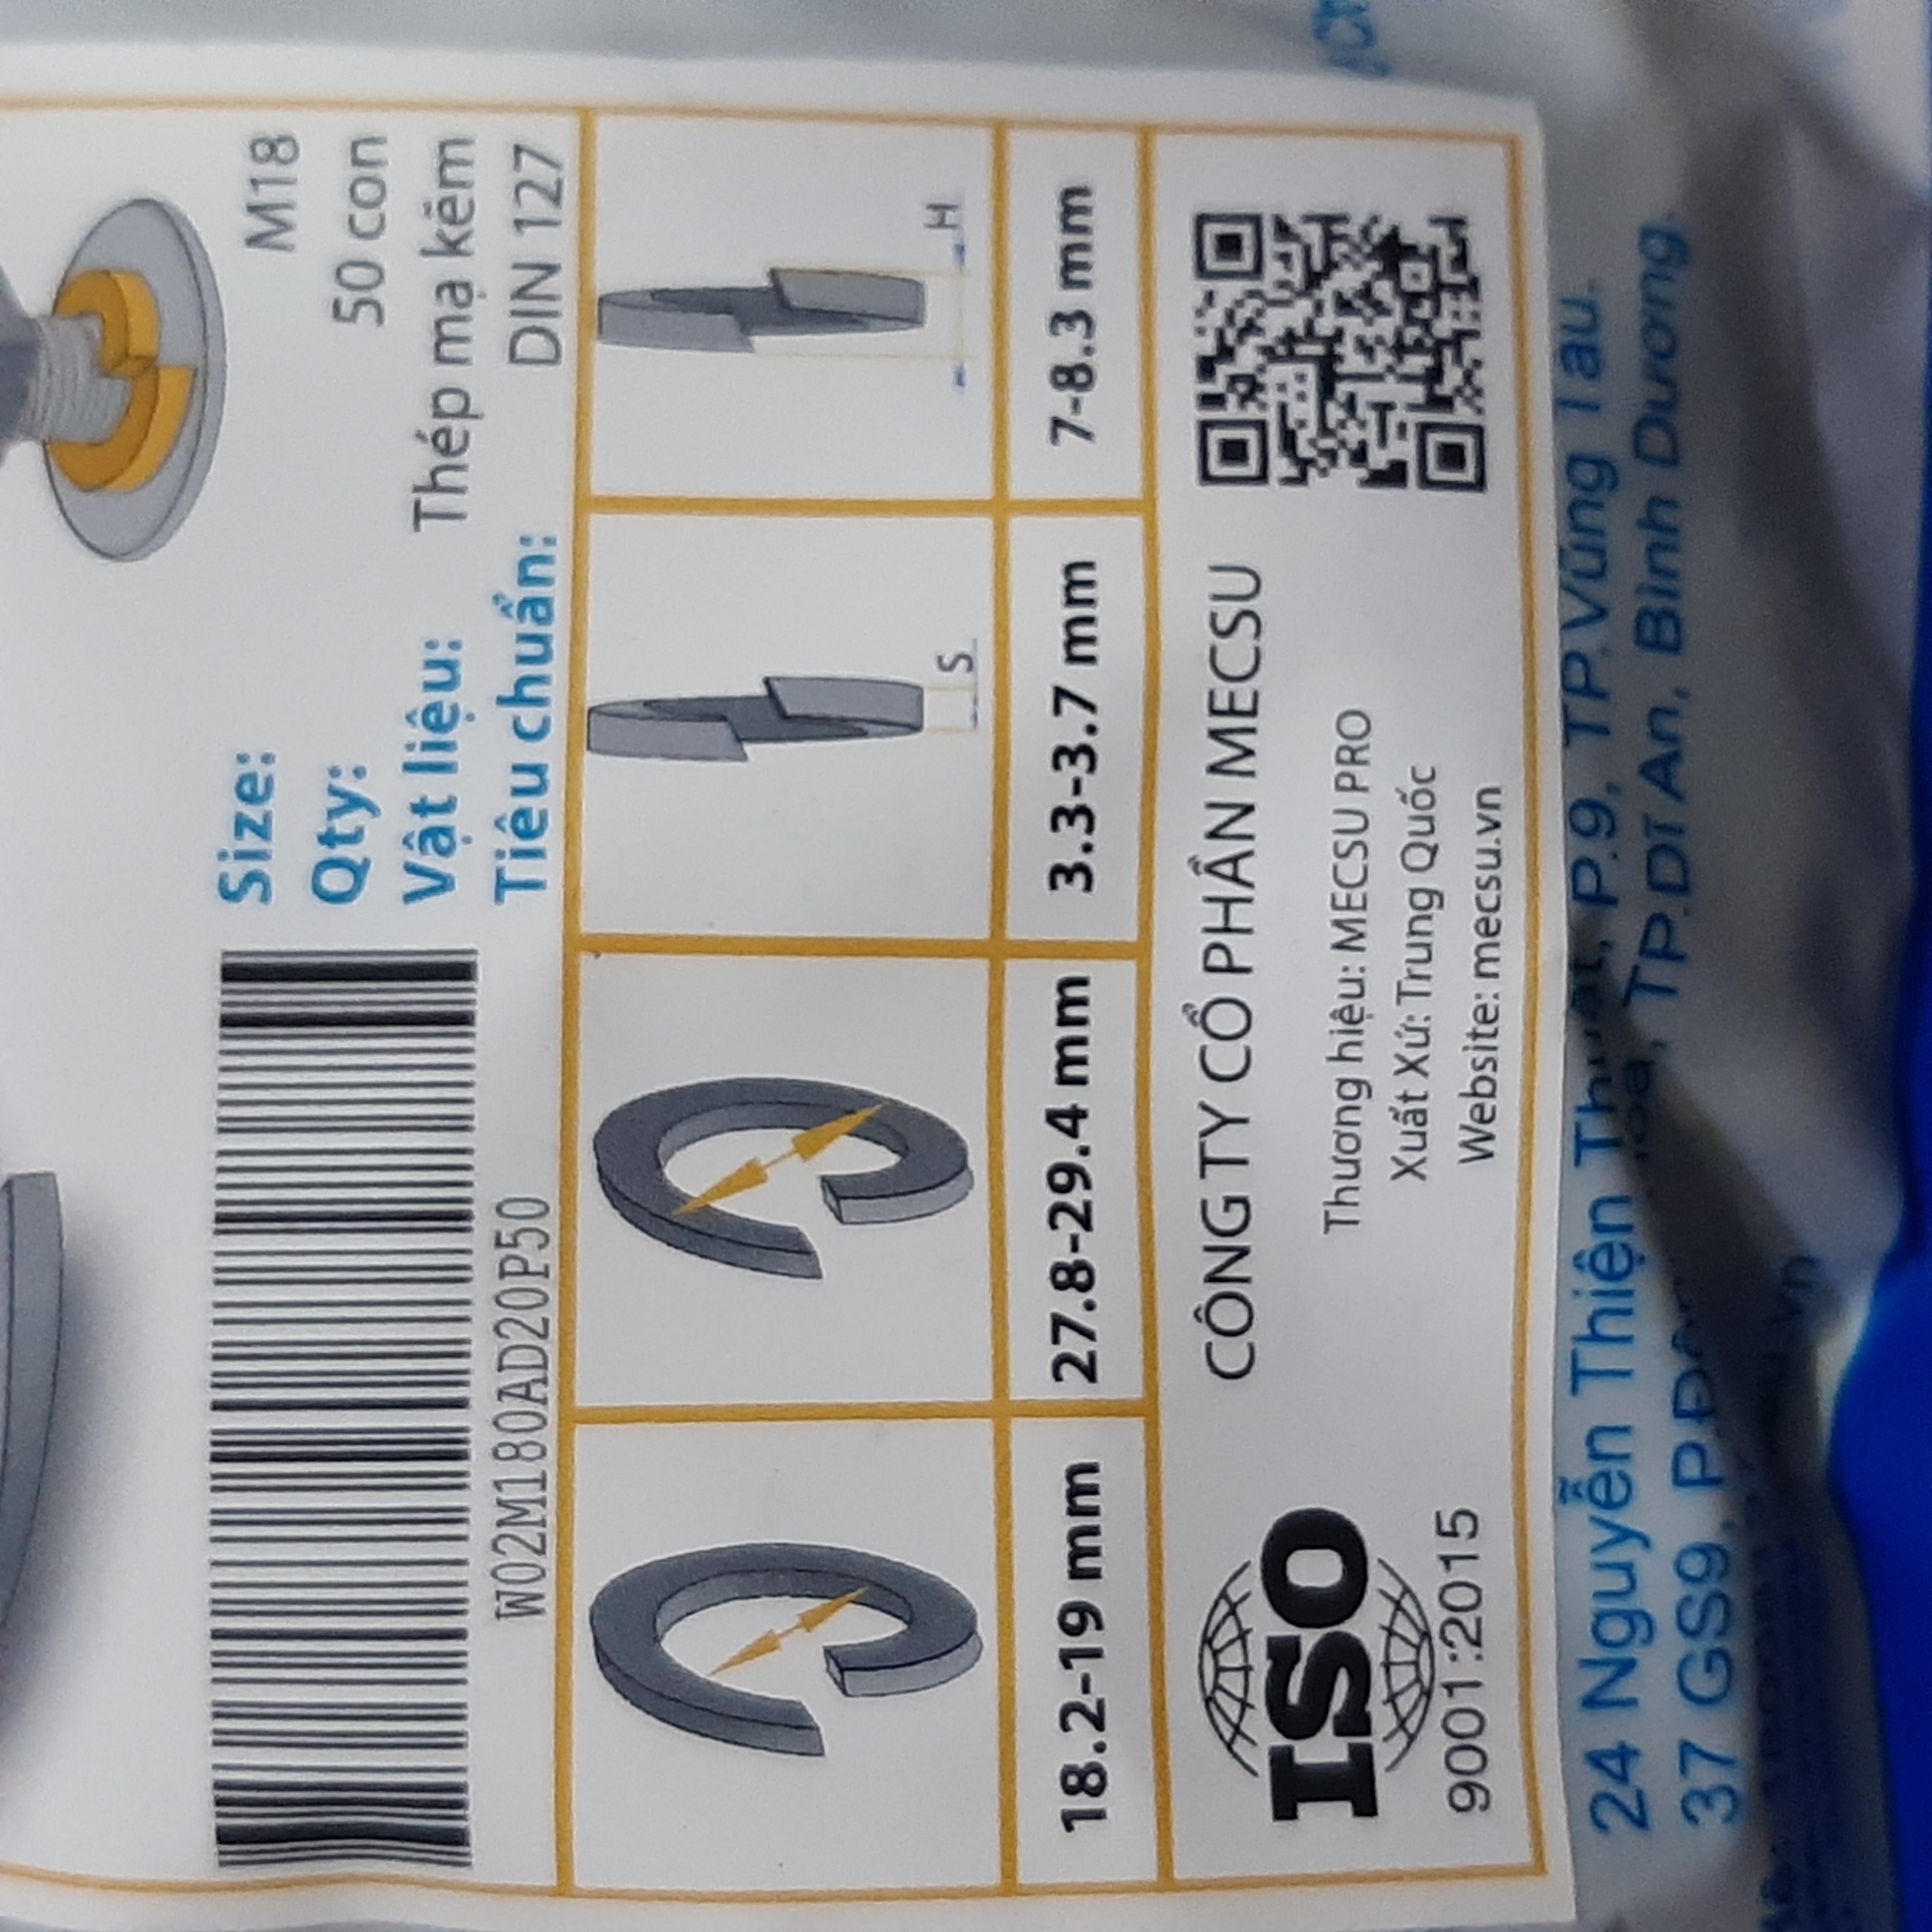 Size: M18
Qty: 50 con
Vật liệu: Thép mạ kẽm
Tiêu chuẩn: DIN 127
W02M180AD20P50
S
H
18.2-19 mm
27.8-29.4 mm
3.3-3.7 mm
7-8.3 mm
CÔNG TY CỔ PHẦN MECSU
Thương hiệu: MECSU PRO
Xuất Xứ: Trung Quốc
Website: mecsu.vn
ISO
9001:2015
24 Nguyễn Thiện Thuật, P.9, TP.Vũng Tàu.
37 GS9, TP.Dĩ An, Bình Dương.